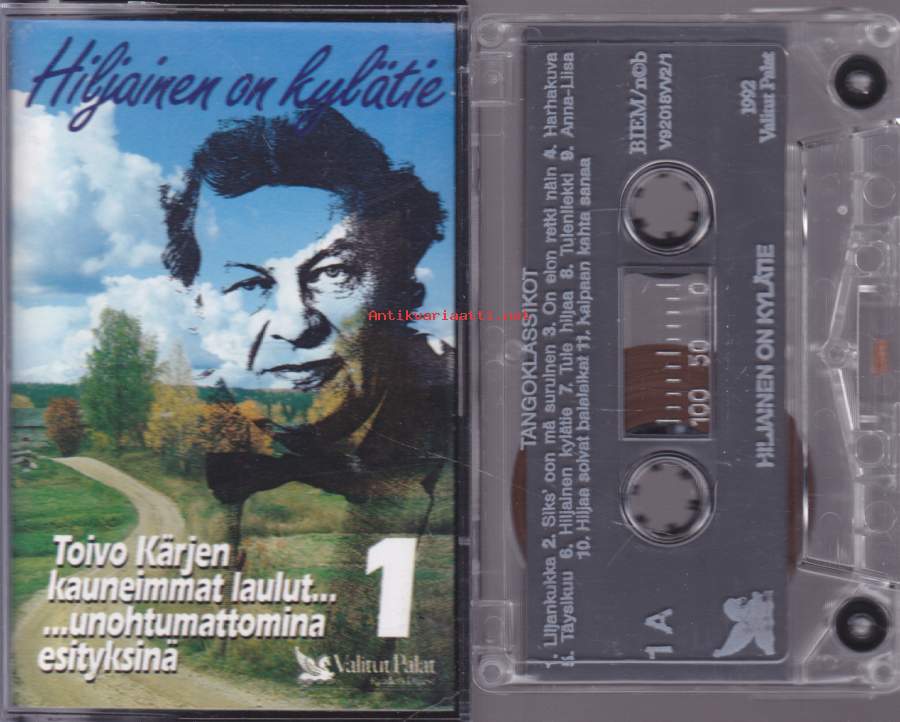 Hiljainen on kylätie
Antikvariaatti.net
Toivo Kärjen
kauneimmat laulut...
...unohtumattomina
esityksinä
1
Valitut Palat
Reader's Digest
TANGOKLASSIKOT
1. Liljankukka 2. Siks' oon mä suruinen 3. On elon retki näin 4. Harhakuva
5. Täysikuu 6. Hiljainen kylätie 7. Tule hiljaa 8. Tulenliekki 9. Anna-Liisa
10. Hiljaa soivat balalaikat 11. Kaipaan kahta sanaa
1 A
BIEM/n©b
V92018VV2/1
100 50 0
1992
Valitut Palat
HILJAINEN ON KYLÄTIE